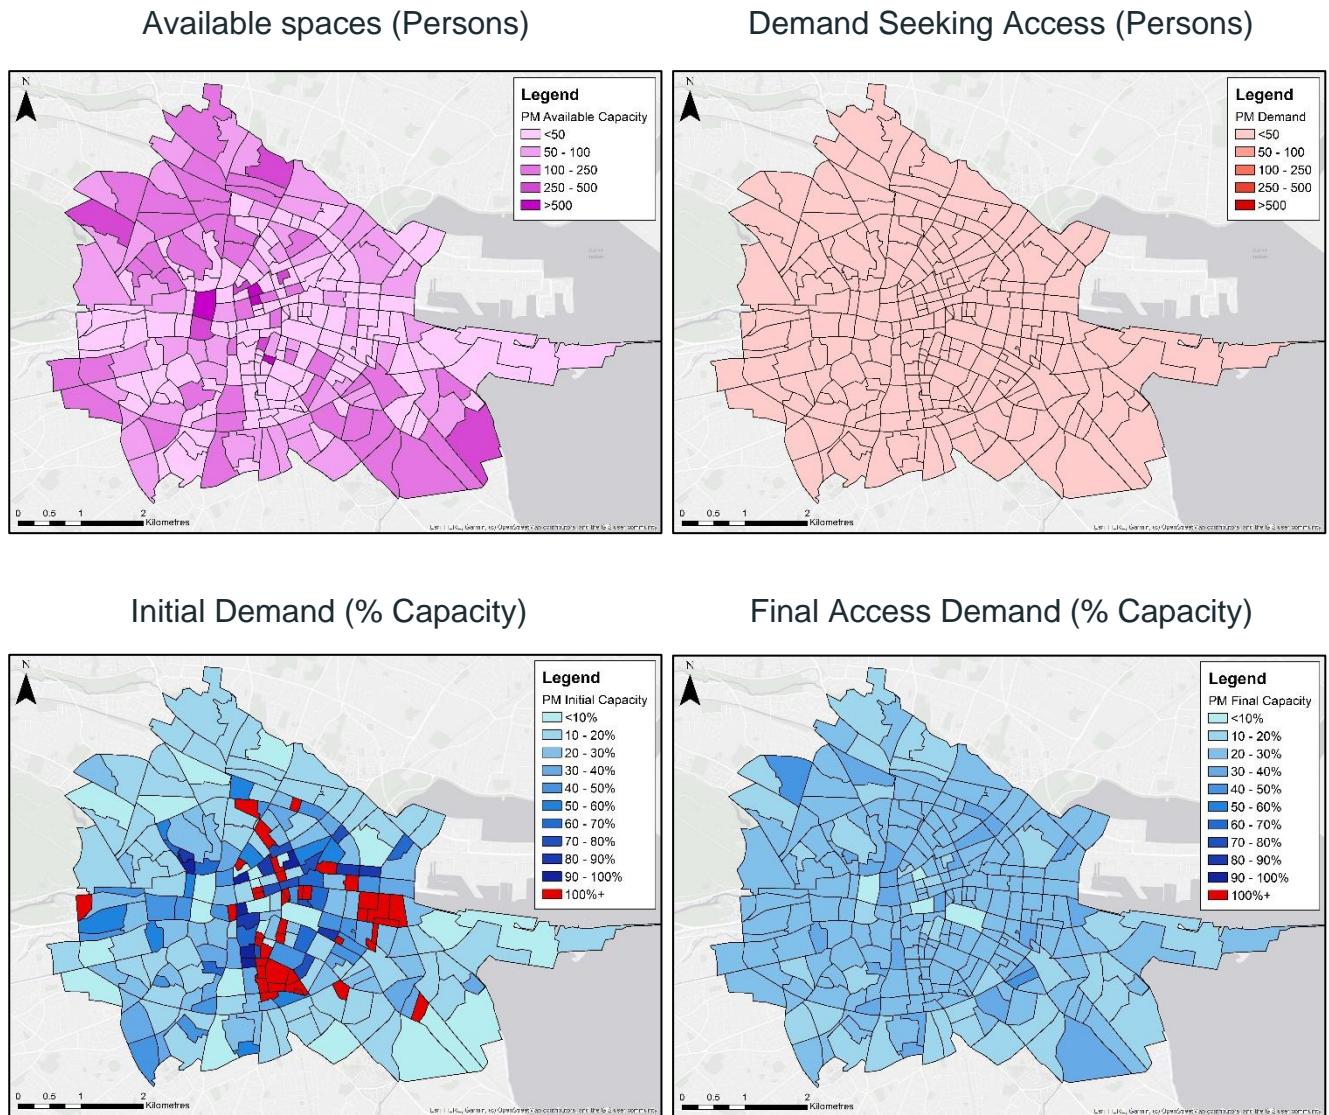 Available spaces (Persons)
Demand Seeking Access (Persons)
N
Legend
PM Available Capacity
<50
50 - 100
100 - 250
250 - 500
>500
0 0.5 1 2
Kilometres
N
Legend
PM Demand
<50
50 - 100
100 - 250
250 - 500
>500
0 0.5 1 2
Kilometres
Initial Demand (% Capacity)
Final Access Demand (% Capacity)
N
Legend
PM Initial Capacity
<10%
10 - 20%
20 - 30%
30 - 40%
40 - 50%
50 - 60%
60 - 70%
70 - 80%
80 - 90%
90 - 100%
100%+
0 0.5 1 2
Kilometres
N
Legend
PM Final Capacity
<10%
10 - 20%
20 - 30%
30 - 40%
40 - 50%
50 - 60%
60 - 70%
70 - 80%
80 - 90%
90 - 100%
100%+
0 0.5 1 2
Kilometres